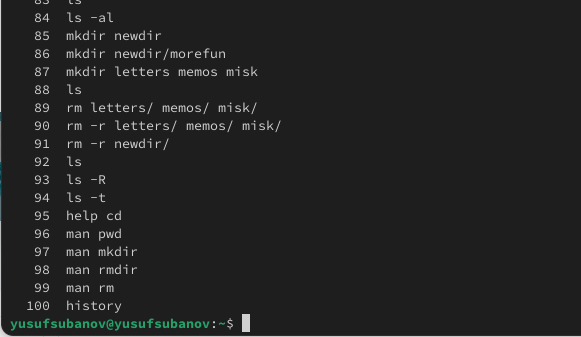 83 ls
84 ls -al
85 mkdir newdir
86 mkdir newdir/morefun
87 mkdir letters memos misk
88 ls
89 rm letters/ memos/ misk/
90 rm -r letters/ memos/ misk/
91 rm -r newdir/
92 ls
93 ls -R
94 ls -t
95 help cd
96 man pwd
97 man mkdir
98 man rmdir
99 man rm
100 history
yusufsubanov@yusufsubanov:~$